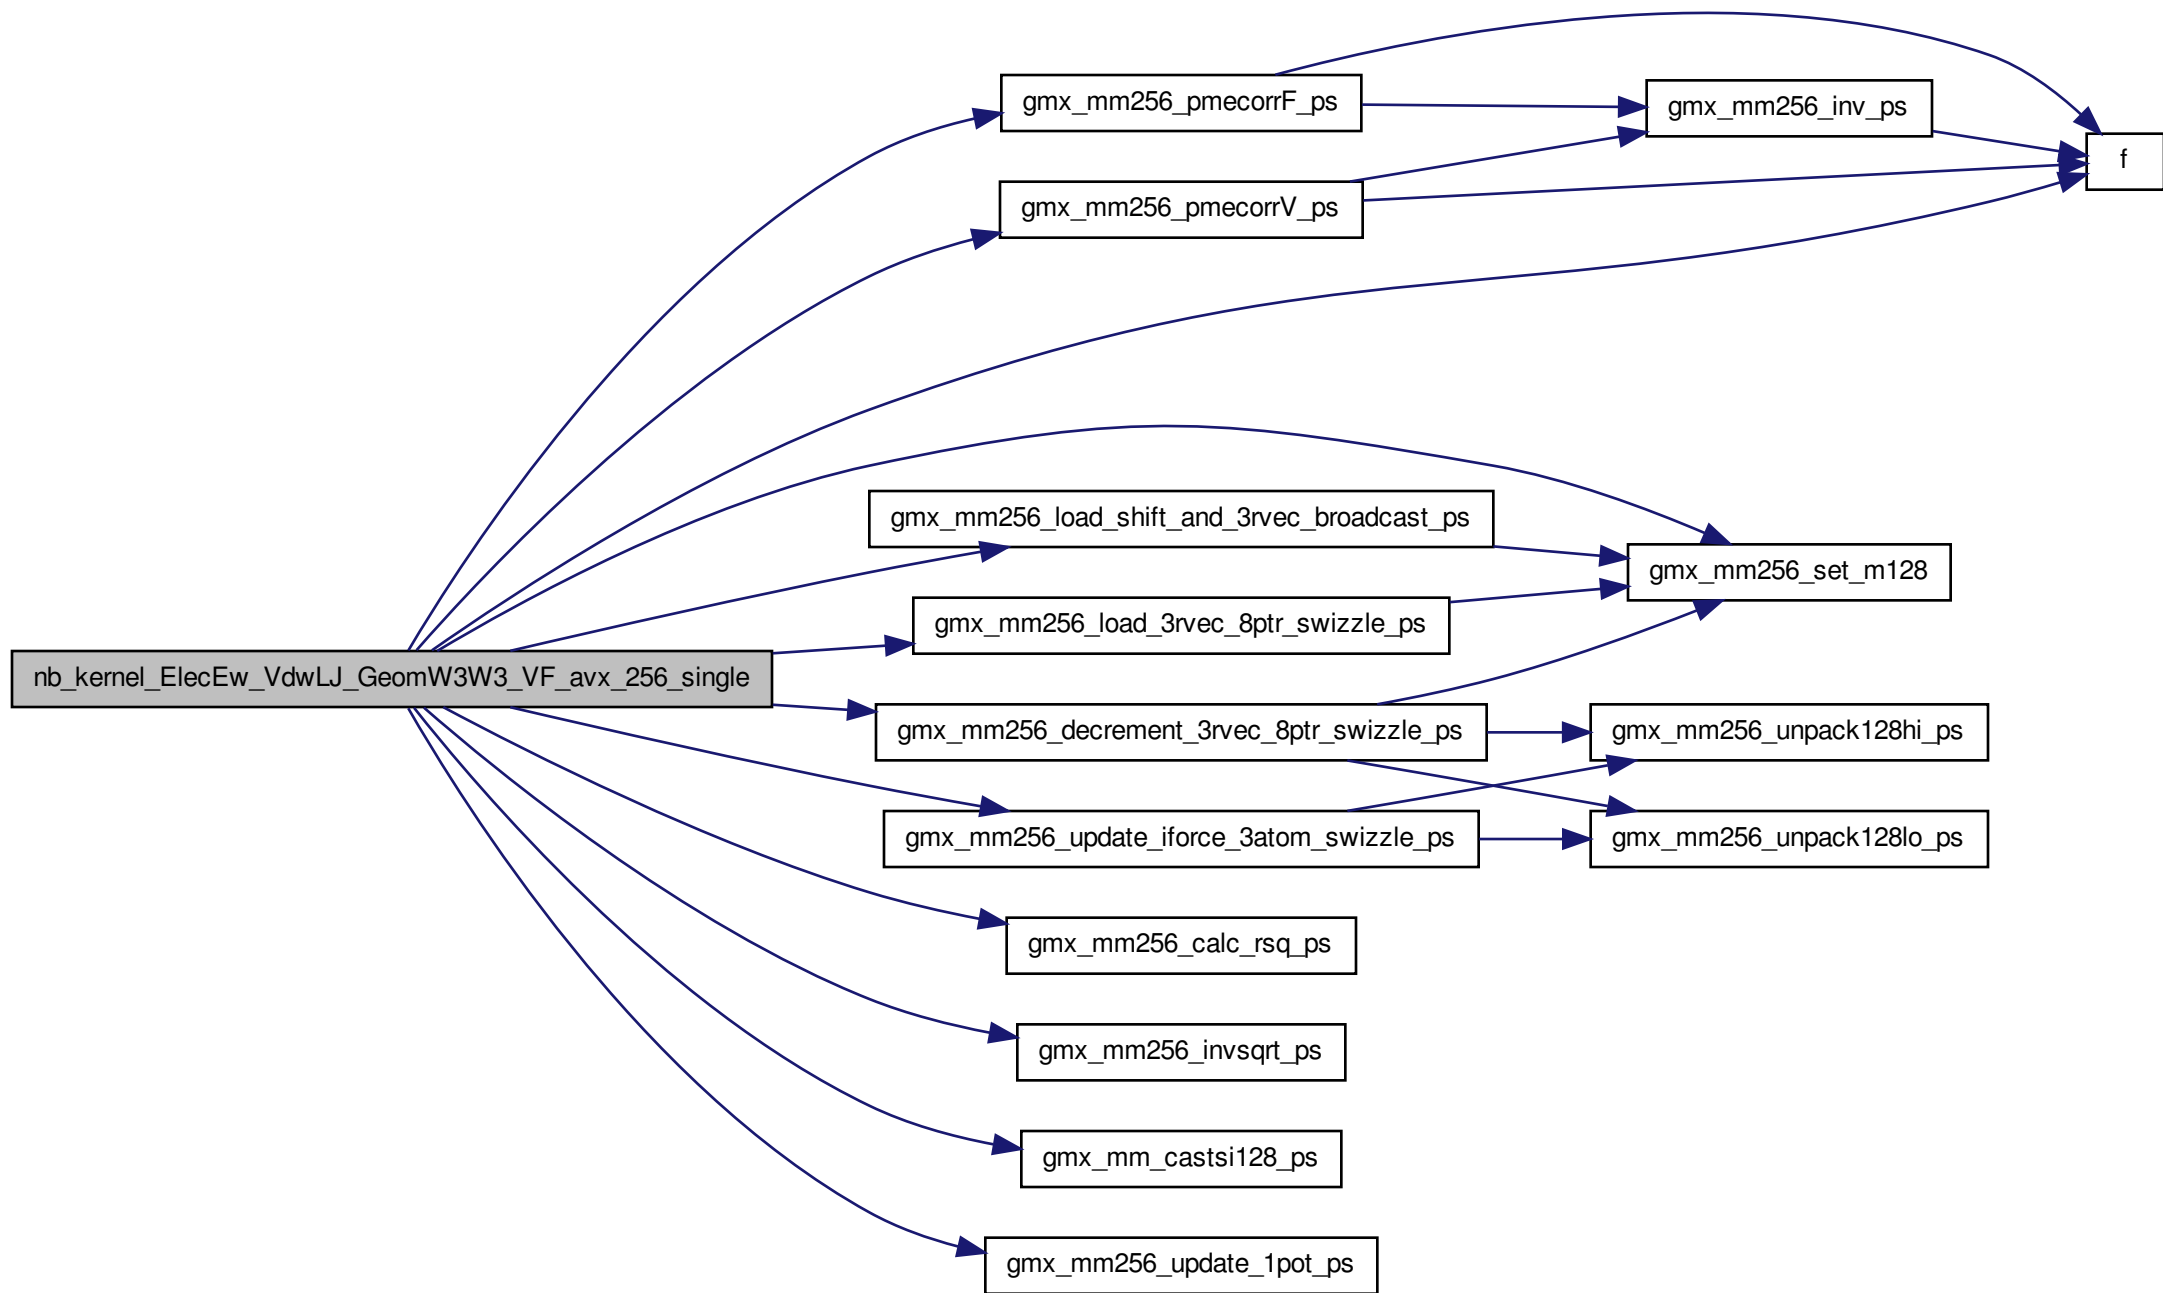 gmx_mm256_pmecorrF_ps
gmx_mm256_inv_ps
f
gmx_mm256_pmecorrV_ps
gmx_mm256_load_shift_and_3rvec_broadcast_ps
gmx_mm256_set_m128
gmx_mm256_load_3rvec_8ptr_swizzle_ps
nb_kernel_ElecEw_VdwLJ_GeomW3W3_VF_avx_256_single
gmx_mm256_decrement_3rvec_8ptr_swizzle_ps
gmx_mm256_unpack128hi_ps
gmx_mm256_update_iforce_3atom_swizzle_ps
gmx_mm256_unpack128lo_ps
gmx_mm256_calc_rsq_ps
gmx_mm256_invsqrt_ps
gmx_mm_castsi128_ps
gmx_mm256_update_1pot_ps